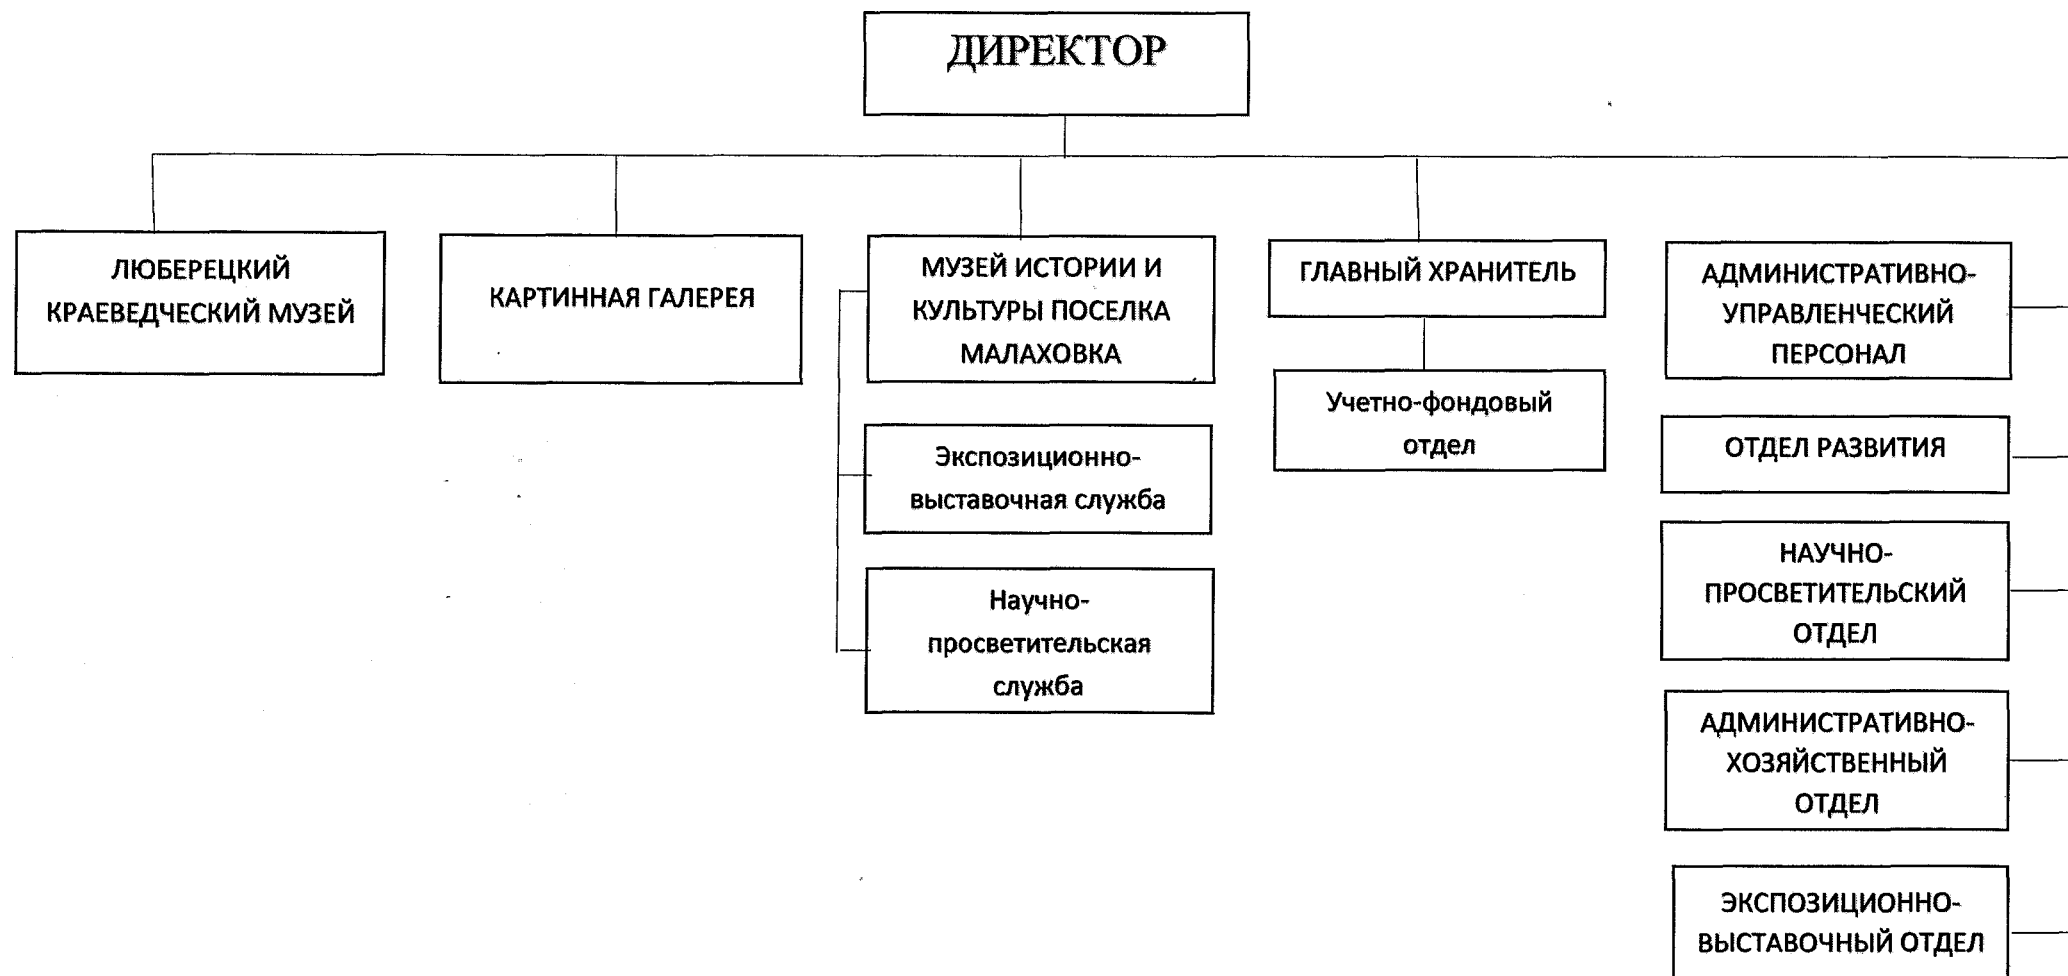 ДИРЕКТОР
ЛЮБЕРЕЦКИЙ
КРАЕВЕДЧЕСКИЙ МУЗЕЙ
КАРТИННАЯ ГАЛЕРЕЯ
МУЗЕЙ ИСТОРИИ И
КУЛЬТУРЫ ПОСЕЛКА
МАЛАХОВКА
Экспозиционно-
выставочная служба
Научно-
просветительская
служба
ГЛАВНЫЙ ХРАНИТЕЛЬ
Учетно-фондовый
отдел
АДМИНИСТРАТИВНО-
УПРАВЛЕНЧЕСКИЙ
ПЕРСОНАЛ
ОТДЕЛ РАЗВИТИЯ
НАУЧНО-
ПРОСВЕТИТЕЛЬСКИЙ
ОТДЕЛ
АДМИНИСТРАТИВНО-
ХОЗЯЙСТВЕННЫЙ
ОТДЕЛ
ЭКСПОЗИЦИОННО-
ВЫСТАВОЧНЫЙ ОТДЕЛ